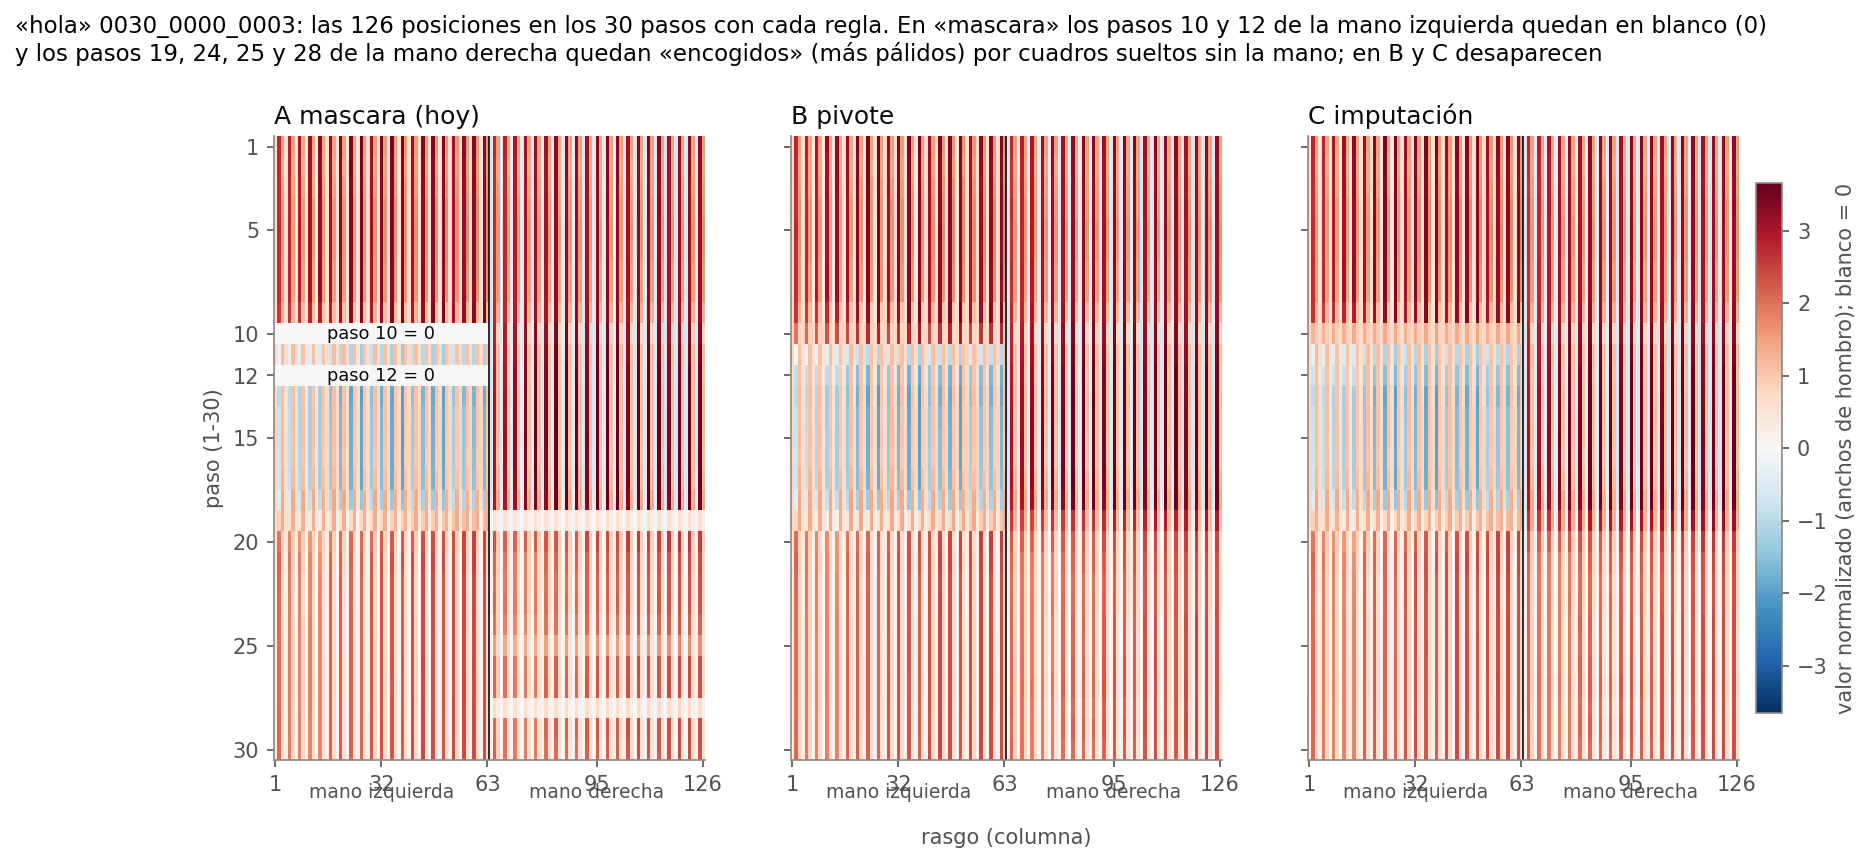 «hola» 0030_0000_0003: las 126 posiciones en los 30 pasos con cada regla. En «mascara» los pasos 10 y 12 de la mano izquierda quedan en blanco (0)
y los pasos 19, 24, 25 y 28 de la mano derecha quedan «encogidos» (más pálidos) por cuadros sueltos sin la mano; en B y C desaparecen
A mascara (hoy)
B pivote
C imputación
paso (1-30)
1
5
10
12
15
20
25
30
paso 10 = 0
paso 12 = 0
1 32 63 95 126
mano izquierda mano derecha
1 32 63 95 126
mano izquierda mano derecha
1 32 63 95 126
mano izquierda mano derecha
rasgo (columna)
3
2
1
0
−1
−2
−3
valor normalizado (anchos de hombro); blanco = 0